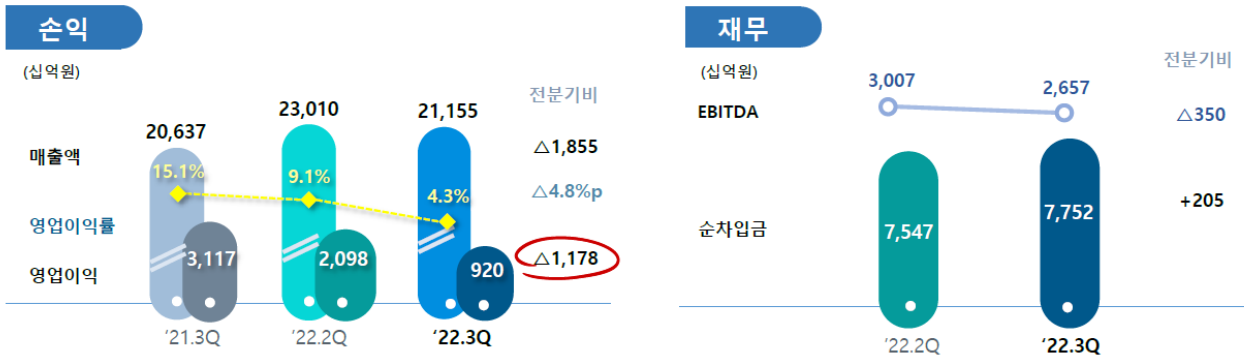 손익
(십억원)
전분기비
20,637
23,010
21,155
매출액
△1,855
15.1%
9.1%
4.3%
△4.8%p
영업이익률
영업이익
3,117
2,098
920
△1,178
'21.3Q
'22.2Q
'22.3Q
재무
(십억원)
전분기비
EBITDA
3,007
2,657
△350
순차입금
7,547
7,752
+205
'22.2Q
'22.3Q